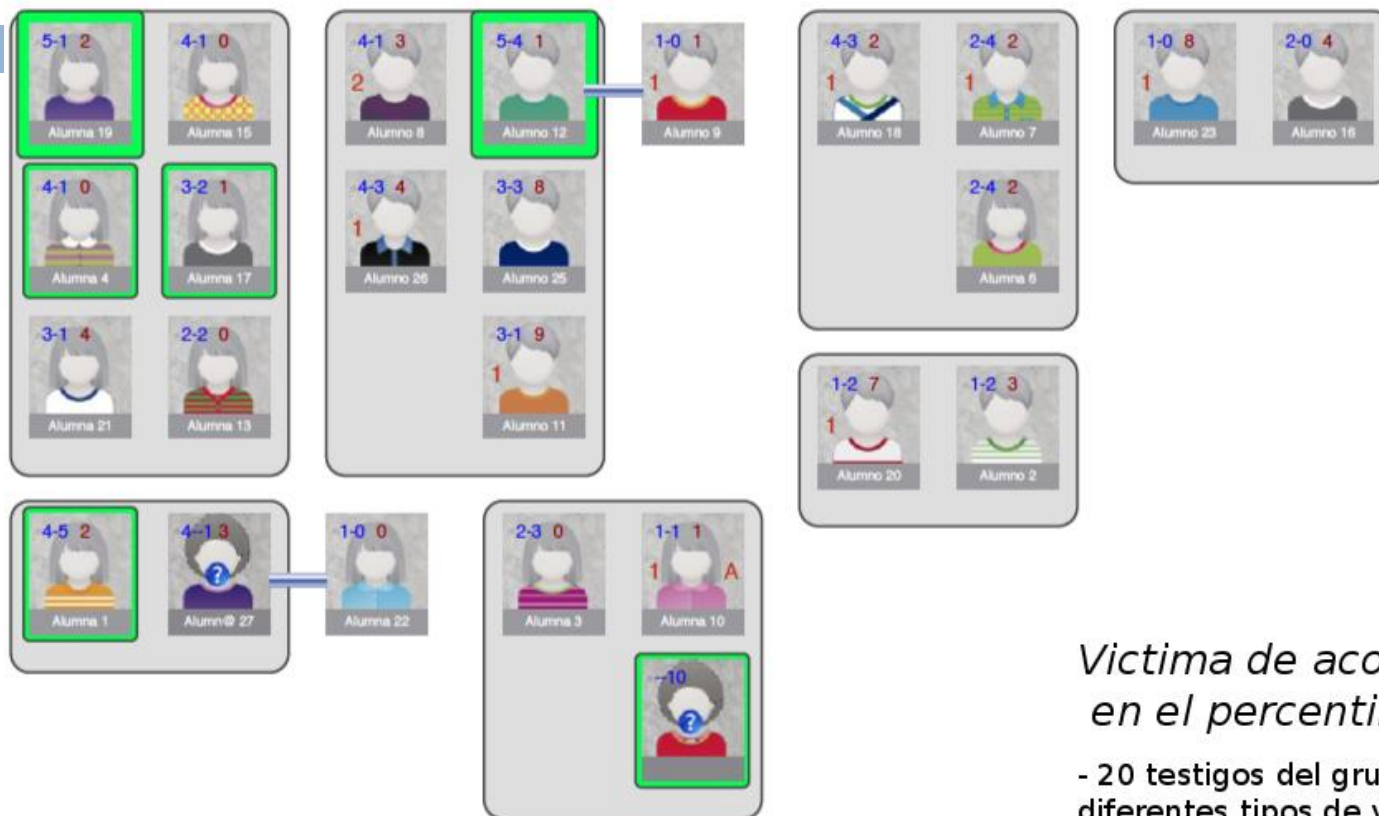 5-1 2
Alumna 19
4-1 0
Alumna 15
4-1 0
Alumna 4
3-2 1
Alumna 17
3-1 4
Alumna 21
2-2 0
Alumna 13
4-1 3
2
Alumno 8
5-4 1
Alumno 12
1-0 1
1
Alumno 9
4-3 4
1
Alumno 26
3-3 8
Alumno 25
3-1 9
1
Alumno 11
4-3 2
1
Alumno 18
2-4 2
1
Alumno 7
2-4 2
Alumna 6
1-0 8
1
Alumno 23
2-0 4
Alumno 16
1-2 7
1
Alumno 20
1-2 3
Alumno 2
4-5 2
Alumna 1
4--1 3
?
Alumn@ 27
1-0 0
Alumna 22
2-3 0
Alumna 3
1-1 1
1 A
Alumna 10
--10
?
Victima de aco
en el percenti
- 20 testigos del gru
diferentes tipos de v